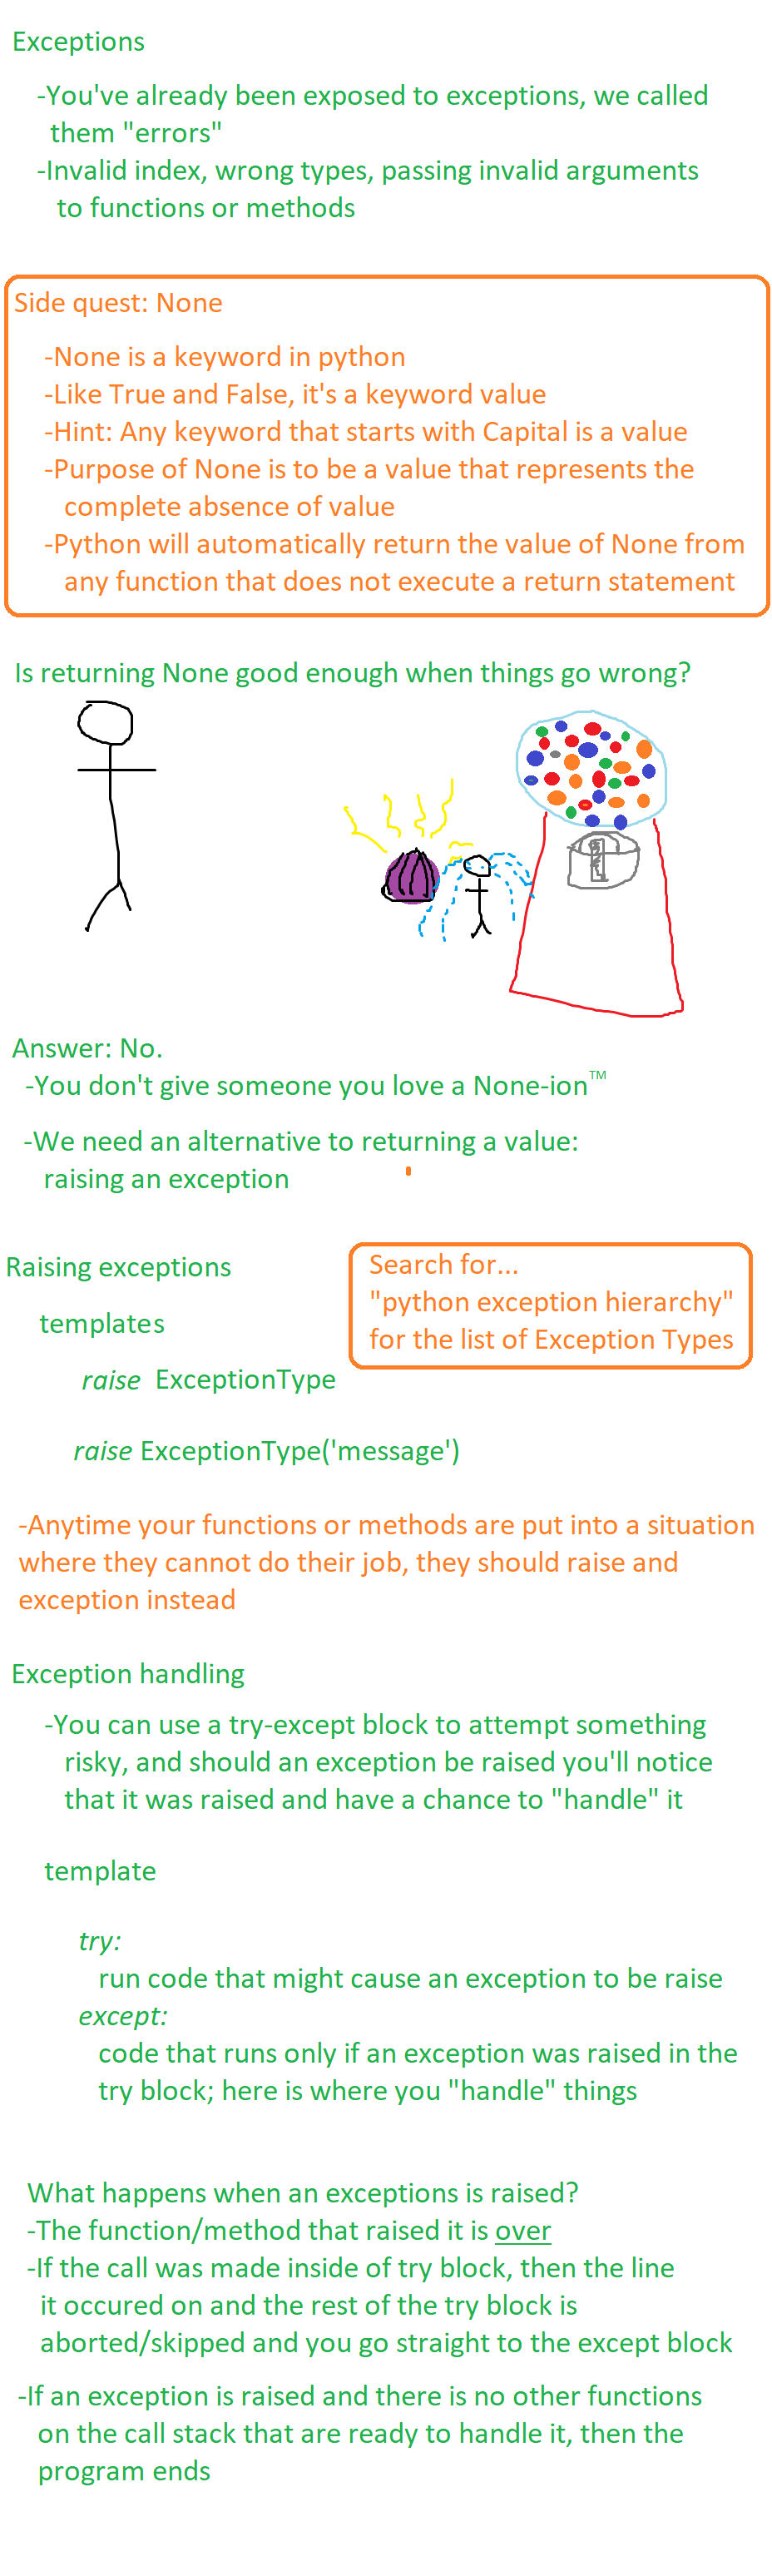 Exceptions
-You've already been exposed to exceptions, we called
them "errors"
-Invalid index, wrong types, passing invalid arguments
to functions or methods
Side quest: None
-None is a keyword in python
-Like True and False, it's a keyword value
-Hint: Any keyword that starts with Capital is a value
-Purpose of None is to be a value that represents the
complete absence of value
-Python will automatically return the value of None from
any function that does not execute a return statement
Is returning None good enough when things go wrong?
Answer: No.
-You don't give someone you love a None-ion™
-We need an alternative to returning a value:
raising an exception
Raising exceptions
Search for...
"python exception hierarchy"
for the list of Exception Types
templates
raise ExceptionType
raise ExceptionType('message')
-Anytime your functions or methods are put into a situation
where they cannot do their job, they should raise and
exception instead
Exception handling
-You can use a try-except block to attempt something
risky, and should an exception be raised you'll notice
that it was raised and have a chance to "handle" it
template
try:
run code that might cause an exception to be raise
except:
code that runs only if an exception was raised in the
try block; here is where you "handle" things
What happens when an exceptions is raised?
-The function/method that raised it is over
-If the call was made inside of try block, then the line
it occured on and the rest of the try block is
aborted/skipped and you go straight to the except block
-If an exception is raised and there is no other functions
on the call stack that are ready to handle it, then the
program ends